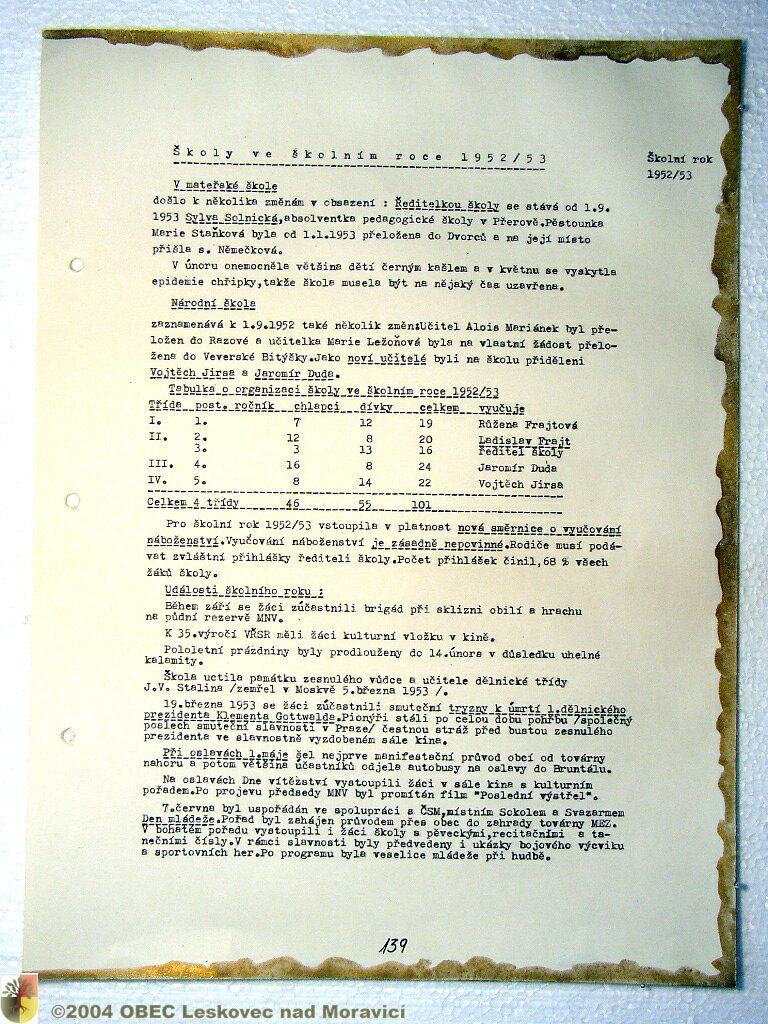 Školy ve školním roce 1952/53
Školní rok
1952/53
V mateřské škole
došlo k několika změnám v obsazení : Ředitelkou školy se stává od 1.9.
1953 Sylva Solnická,absolventka pedagogické školy v Přerově.Pěstounka
Marie Staňková byla od 1.1.1953 přeložena do Dvorců a na její místo
přišla s. Němečková.
V únoru onemocněla většina dětí černým kašlem a v květnu se vyskytla
epidemie chřipky,takže škola musela být na nějaký čas uzavřena.
Národní škola
zaznamenává k 1.9.1952 také několik změn:Učitel Alois Mariánek byl pře-
ložen do Razové a učitelka Marie Ležoňová byla na vlastní žádost přelo-
žena do Veverské Bitýšky.Jako noví učitelé byli na školu přiděleni
Vojtěch Jirsa a Jaromír Duda.
Tabulka o organizaci školy ve školním roce 1952/53
Třída post. ročník chlapci dívky celkem vyučuje
I. 1. 7 12 19 Růžena Frajtová
II. 2. 12 8 20 Ladislav Frajt
3. 3 13 16 ředitel školy
III. 4. 16 8 24 Jaromír Duda
IV. 5. 8 14 22 Vojtěch Jirsa
Celkem 4 třídy 46 55 101
Pro školní rok 1952/53 vstoupila v platnost nová směrnice o vyučování
náboženství.Vyučování náboženství je zásadně nepovinné.Rodiče musí podá-
vat zvláštní přihlášky řediteli školy.Počet přihlášek činil,68 % všech
žáků školy.
Události školního roku :
Během září se žáci zúčastnili brigád při sklizni obilí a hrachu
na půdní rezervě MNV.
K 35.výročí VŘSR měli žáci kulturní vložku v kině.
Pololetní prázdniny byly prodlouženy do 14.února v důsledku uhelné
kalamity.
Škola uctila památku zesnulého vůdce a učitele dělnické třídy
J.V. Stalina /zemřel v Moskvě 5.března 1953 /.
19.března 1953 se žáci zúčastnili smuteční tryzny k úmrtí 1.dělnického
prezidenta Klementa Gottwalda.Pionýři stáli po celou dobu pohřbu /společný
poslech smuteční slavnosti v Praze/ čestnou stráž před bustou zesnulého
prezidenta ve slavnostně vyzdobeném sále kina.
Při oslavách 1.máje šel nejprve manifestační průvod obcí od továrny
nahoru a potom většina účastníků odjela autobusy na oslavy do Bruntálu.
Na oslavách Dne vítězství vystoupili žáci v sále kina s kulturním
pořadem.Po projevu předsedy MNV byl promítán film "Poslední výstřel".
7.června byl uspořádán ve spolupráci s ČSM,místním Sokolem a Svazarmem
Den mládeže.Pořad byl zahájen průvodem přes obec do zahrady továrny MEZ.
V bohatém pořadu vystoupili i žáci školy s pěveckými,recitačními a ta-
nečními čísly.V rámci slavnosti byly předvedeny i ukázky bojového výcviku
a sportovních her.Po programu byla veselice mládeže při hudbě.
139
©2004 OBEC Leskovec nad Moravicí